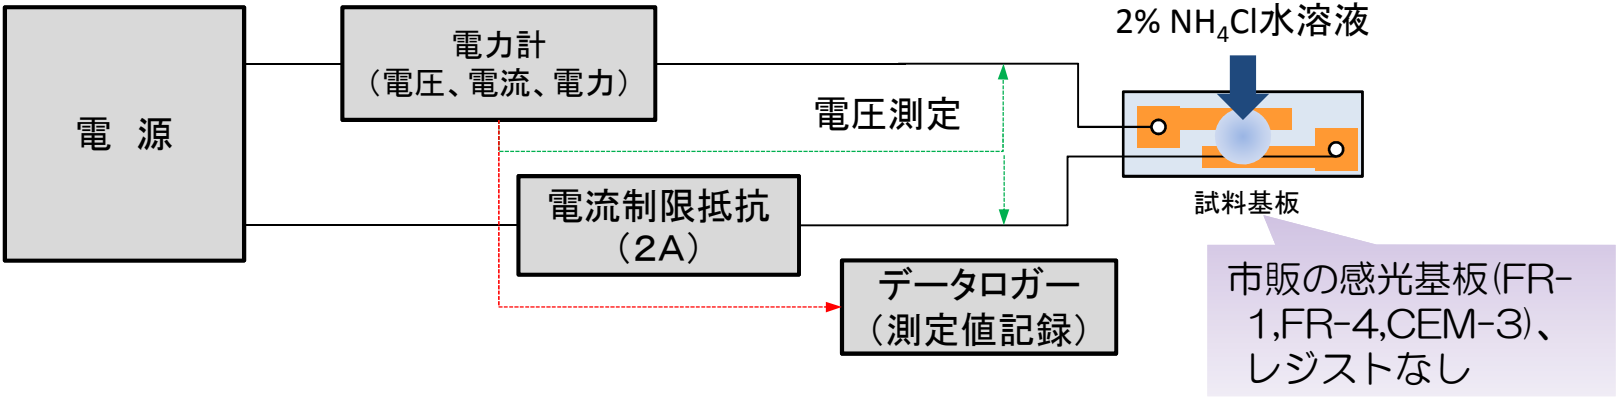 2% NH₄Cl水溶液
電力計
（電圧、電流、電力）
電 源
電圧測定
試料基板
電流制限抵抗
（2A）
データロガー
（測定値記録）
市販の感光基板(FR-
1,FR-4,CEM-3)、
レジストなし